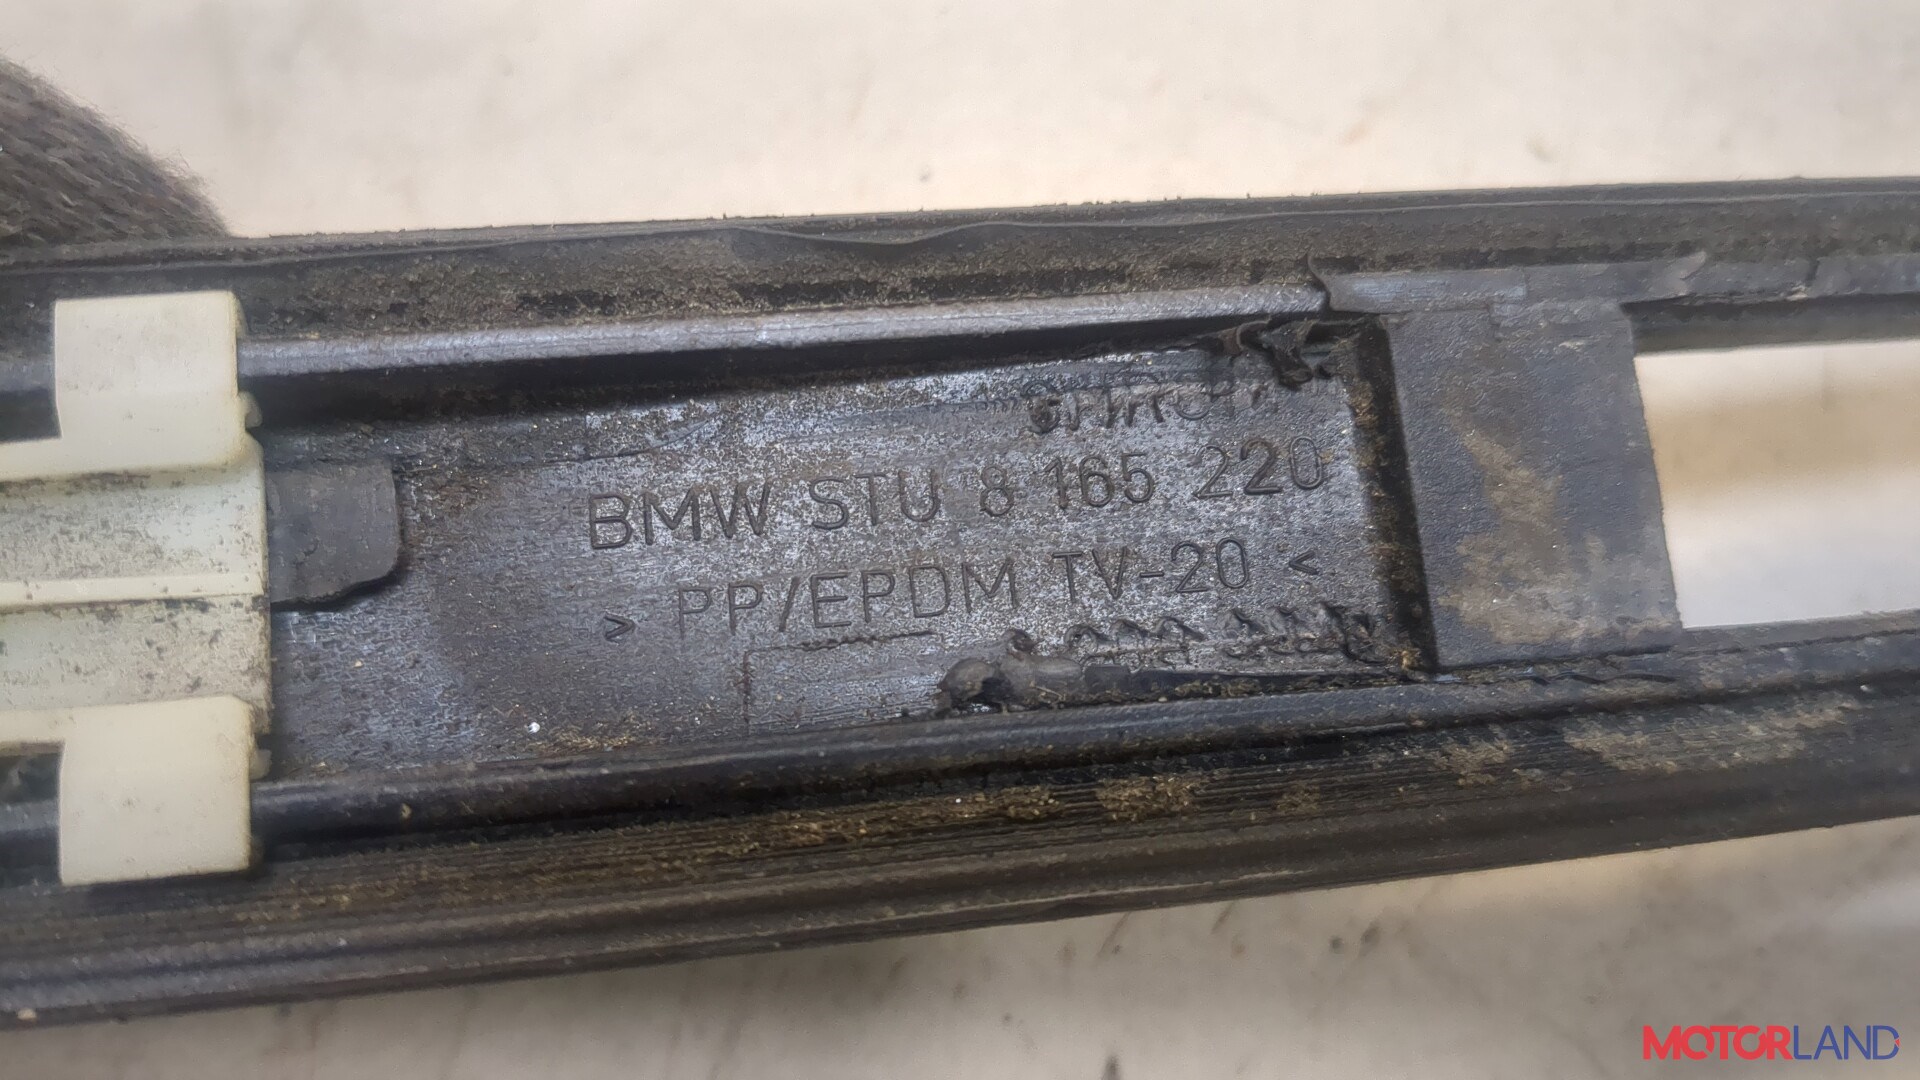 BMW STU 8 165 220
> PP/EPDM TV-20 <
MOTORLAND